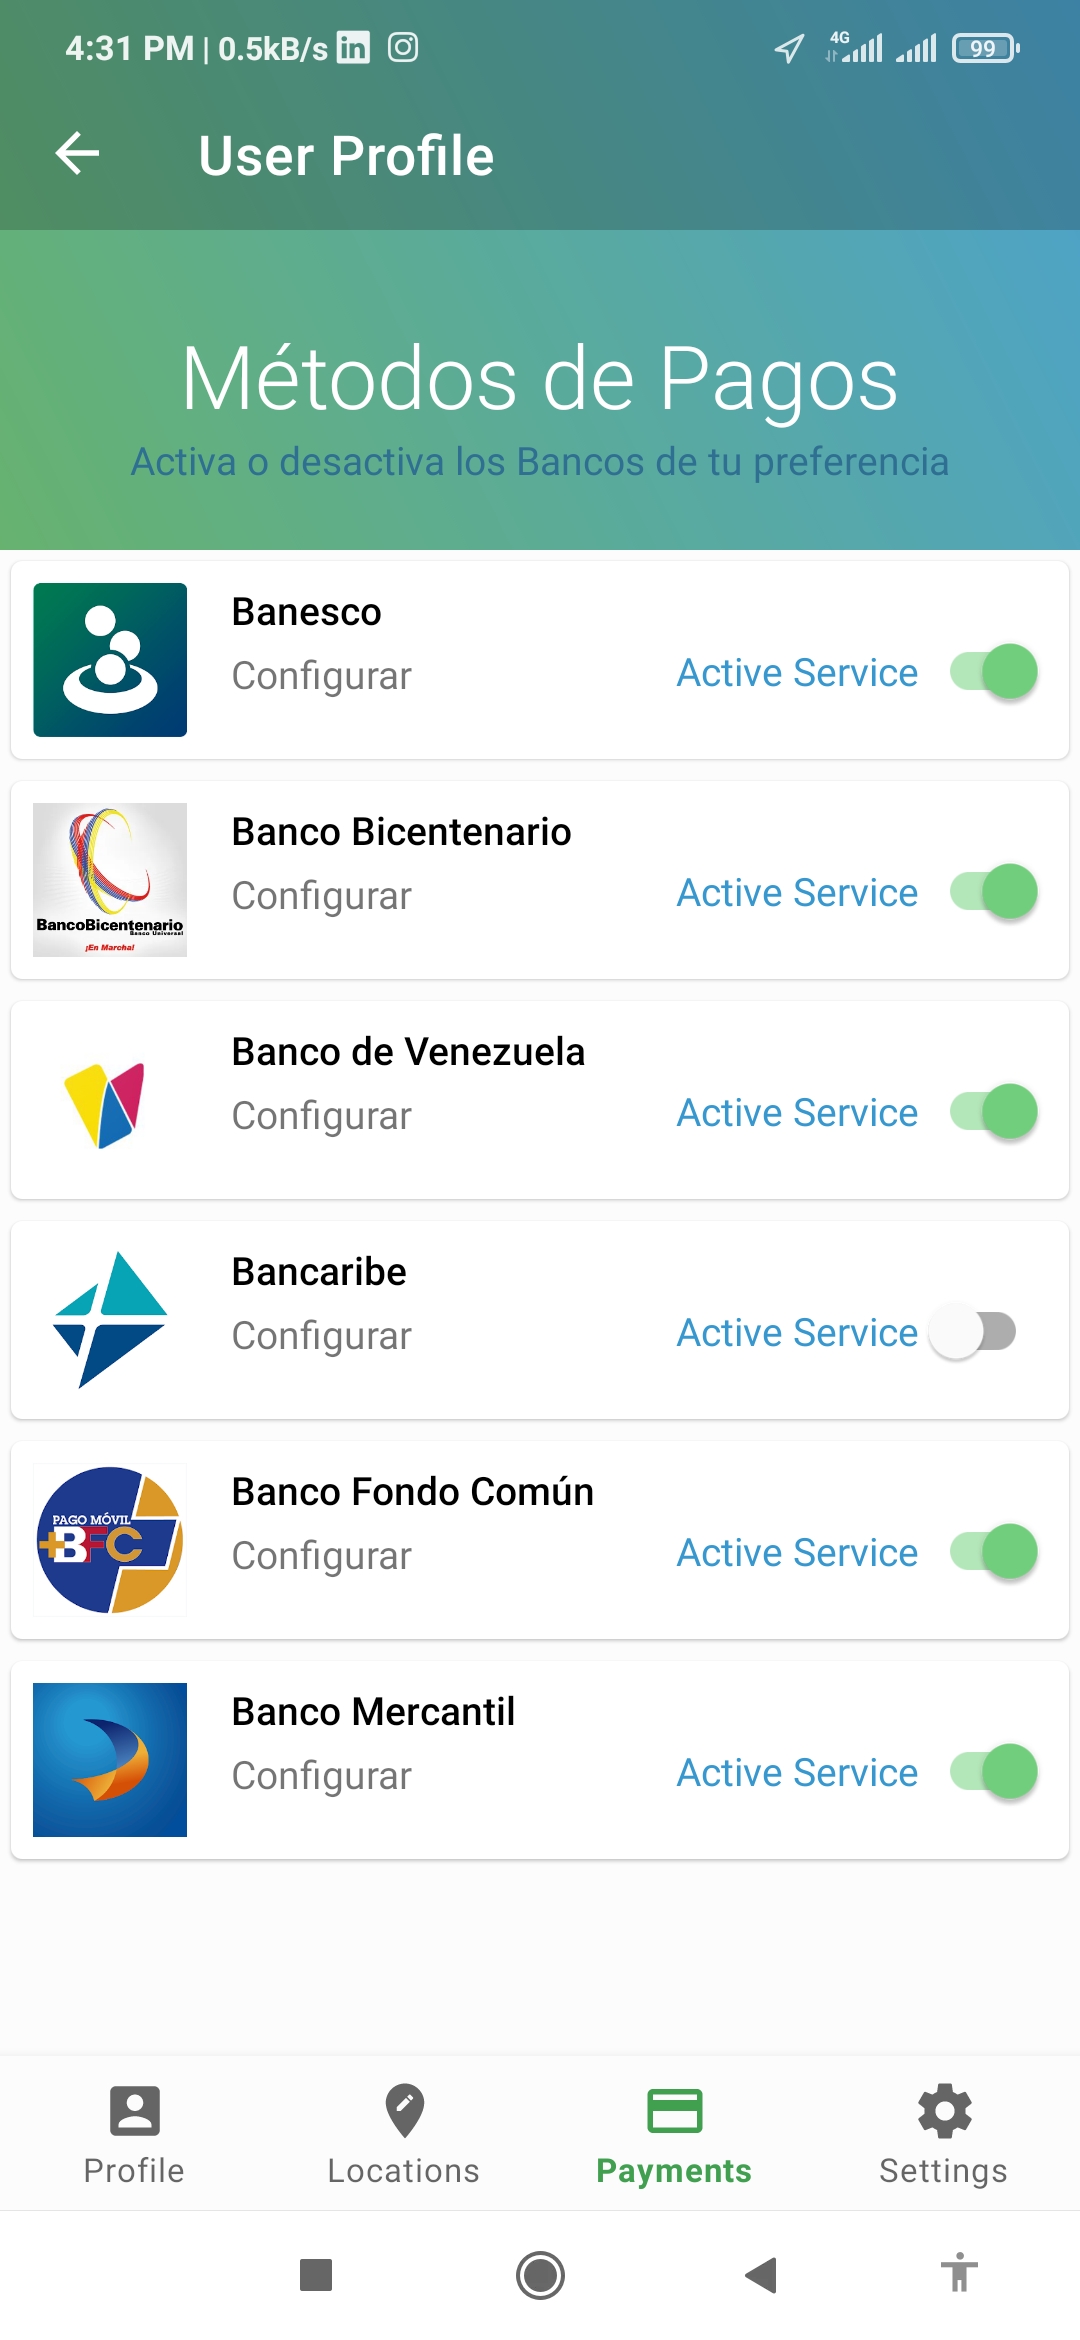 4:31 PM | 0.5kB/s
4G
99
User Profile
Métodos de Pagos
Activa o desactiva los Bancos de tu preferencia
Banesco
Configurar
Active Service
BancoBicentenario
Banco Universal
¡En Marcha!
Banco Bicentenario
Configurar
Active Service
Banco de Venezuela
Configurar
Active Service
Bancaribe
Configurar
Active Service
PAGO MÓVIL
+BFC
Banco Fondo Común
Configurar
Active Service
Banco Mercantil
Configurar
Active Service
Profile
Locations
Payments
Settings